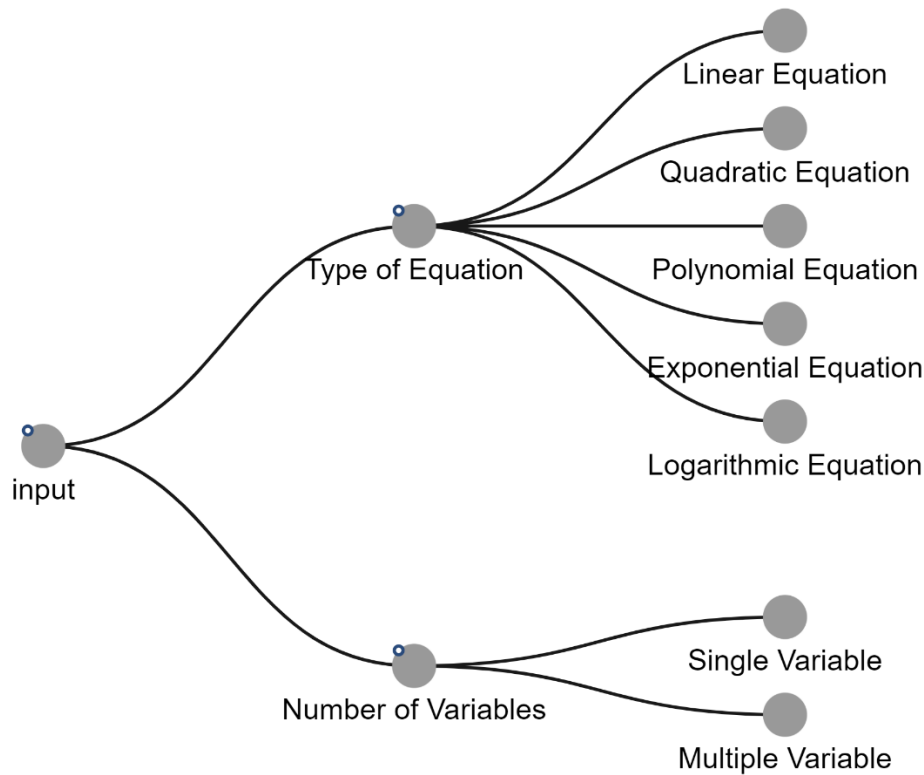 Linear Equation
Quadratic Equation
Type of Equation
Polynomial Equation
Exponential Equation
Logarithmic Equation
input
Single Variable
Number of Variables
Multiple Variable